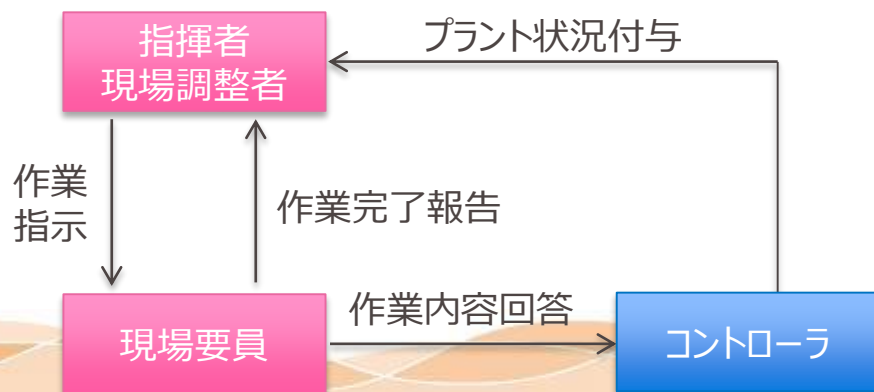 指揮者
現場調整者
プラント状況付与
作業
指示
作業完了報告
現場要員
作業内容回答
コントローラ